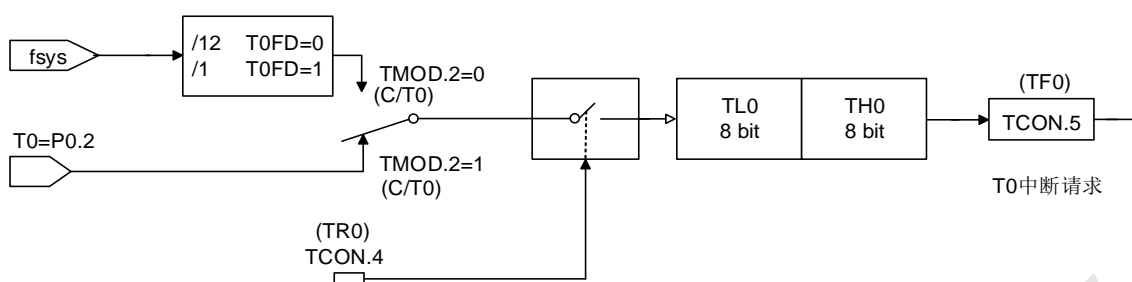 fsys
/12 T0FD=0
/1 T0FD=1
TMOD.2=0
(C/T0)
T0=P0.2
TMOD.2=1
(C/T0)
(TR0)
TCON.4
TL0
8 bit
TH0
8 bit
(TF0)
TCON.5
T0中断请求